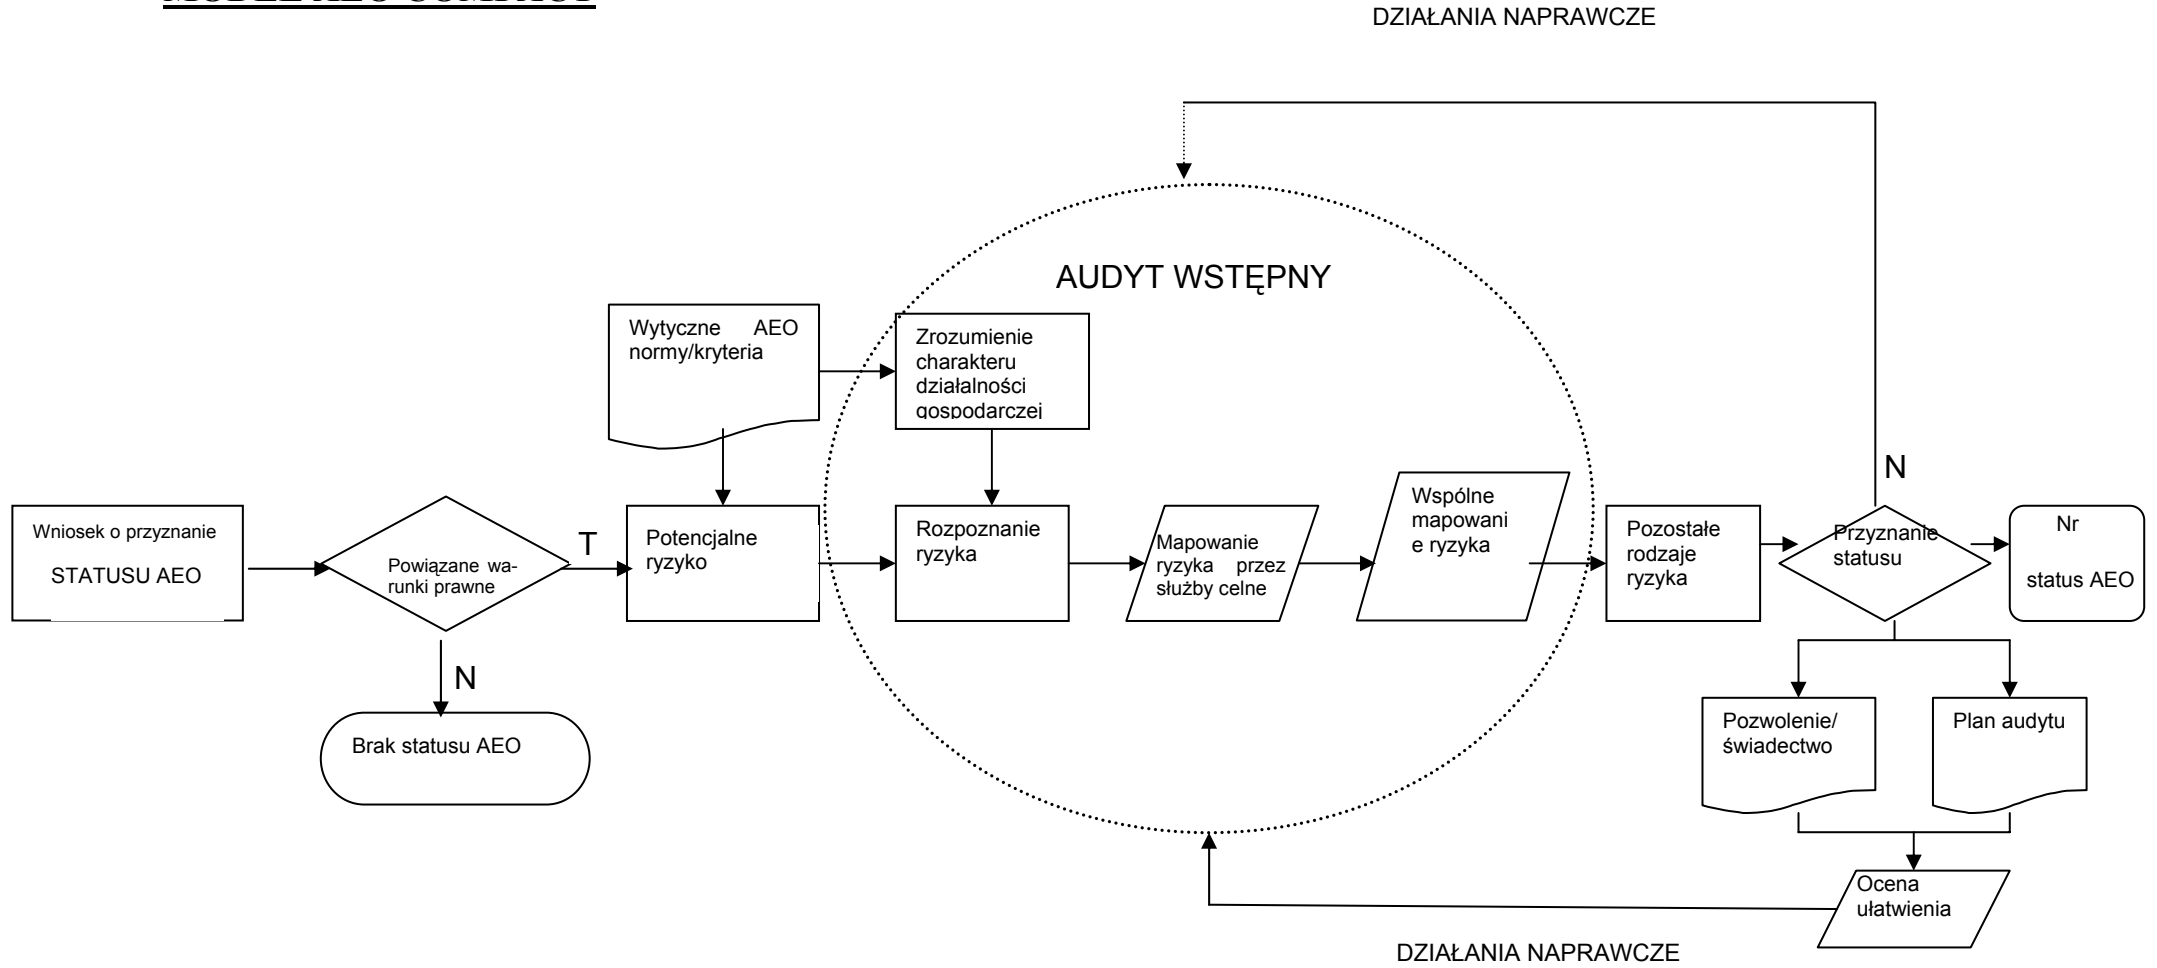 DZIAŁANIA NAPRAWCZE
AUDYT WSTĘPNY
Wytyczne AEO
normy/kryteria
Zrozumienie
charakteru
działalności
gospodarczej
N
Wniosek o przyznanie
STATUSU AEO
Powiązane wa-
runki prawne
T
Potencjalne
ryzyko
Rozpoznanie
ryzyka
Mapowanie
ryzyka przez
służby celne
Wspólne
mapowani
e ryzyka
Pozostałe
rodzaje
ryzyka
Przyznanie
statusu
Nr
status AEO
N
Brak statusu AEO
Pozwolenie/
świadectwo
Plan audytu
Ocena
ułatwienia
DZIAŁANIA NAPRAWCZE